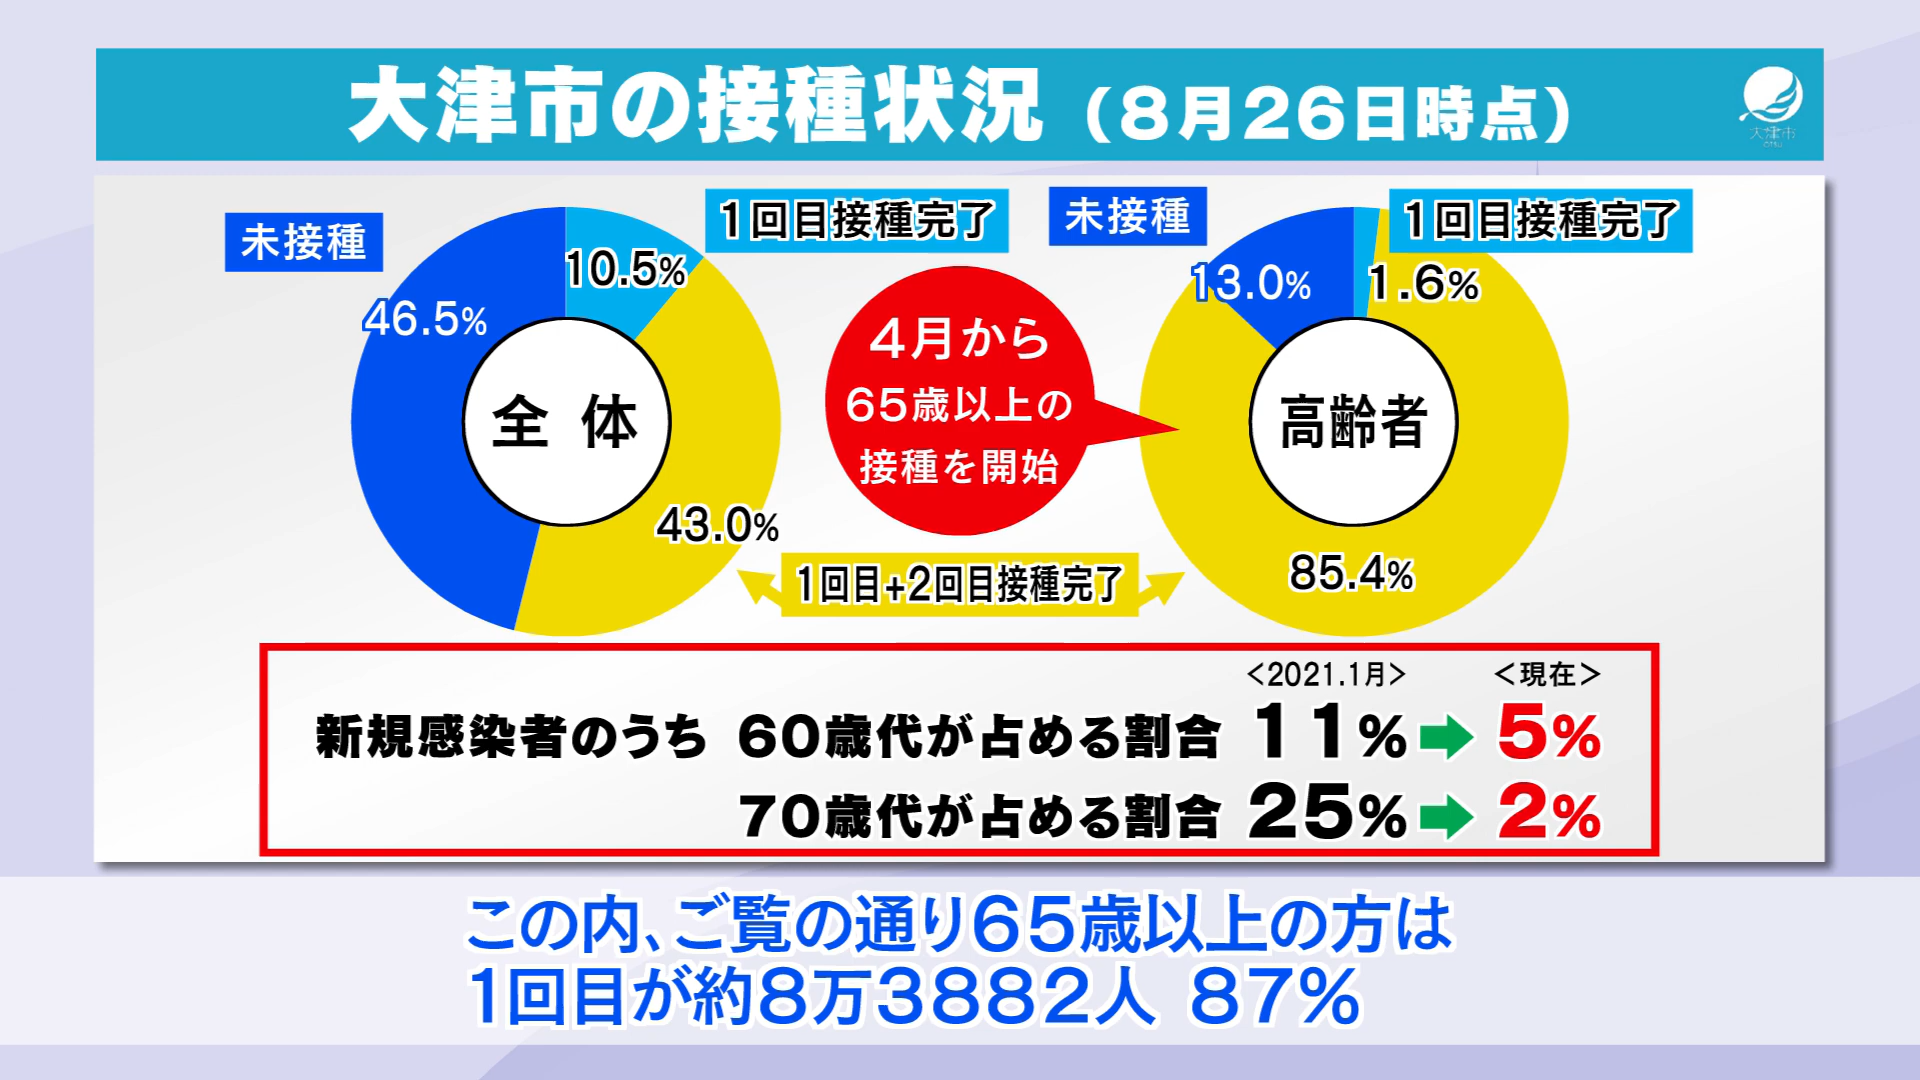 大津市の接種状況（8月26日時点）
大津市
OTSU
未接種
1回目接種完了
未接種
1回目接種完了
10.5%
46.5%
13.0%
1.6%
4月から
65歳以上の
接種を開始
全体
高齢者
43.0%
85.4%
1回目+2回目接種完了
<2021.1月> <現在>
新規感染者のうち 60歳代が占める割合 11% 5%
70歳代が占める割合 25% 2%
この内、ご覧の通り65歳以上の方は
1回目が約8万3882人 87%